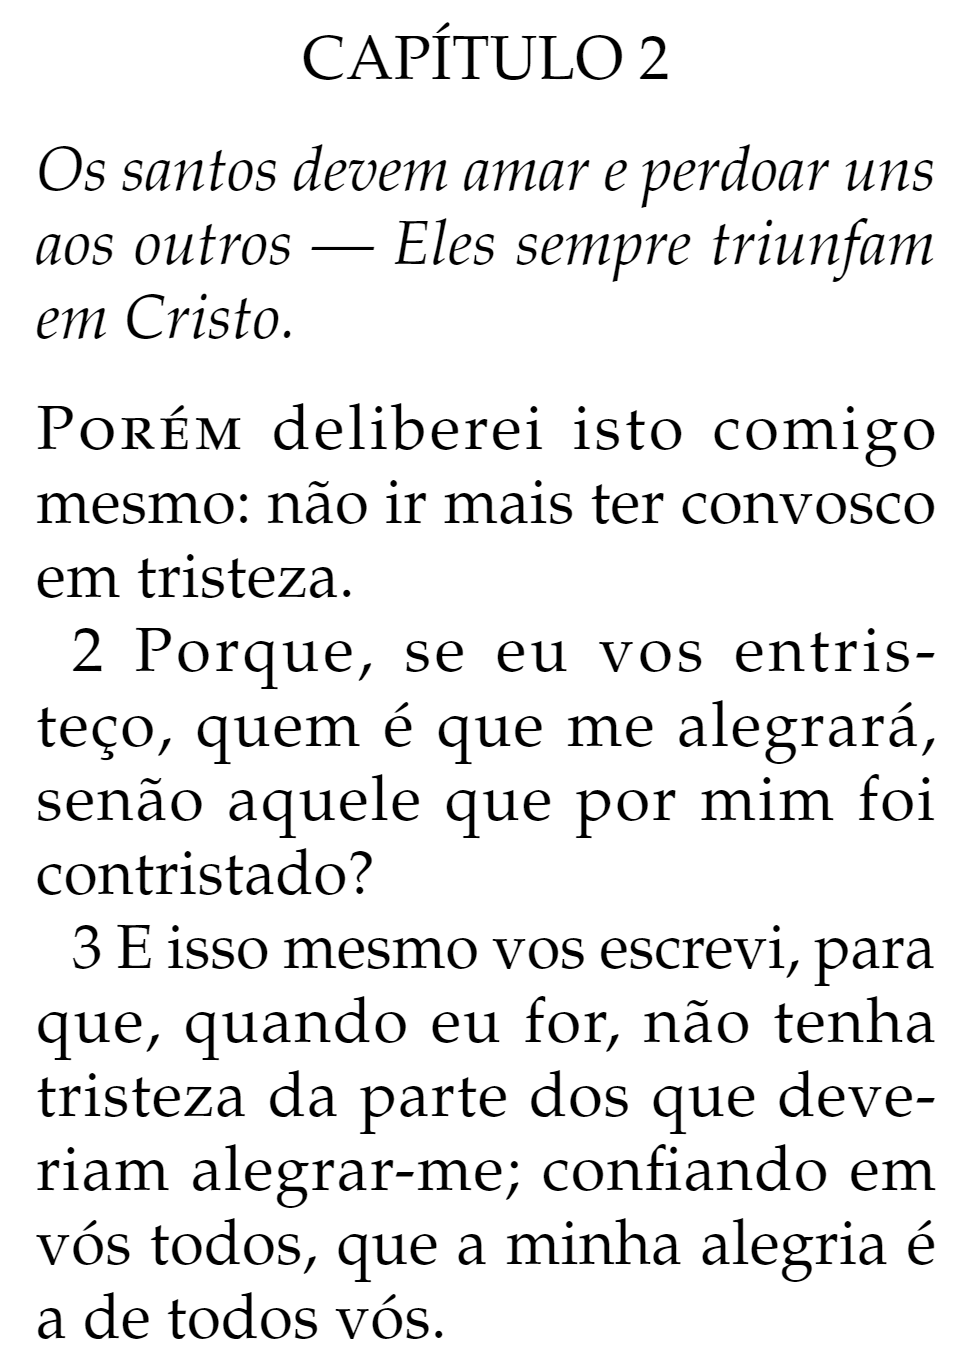 CAPÍTULO 2
Os santos devem amar e perdoar uns
aos outros — Eles sempre triunfam
em Cristo.
PORÉM deliberei isto comigo
mesmo: não ir mais ter convosco
em tristeza.
2 Porque, se eu vos entris-
teço, quem é que me alegrará,
senão aquele que por mim foi
contristado?
3 E isso mesmo vos escrevi, para
que, quando eu for, não tenha
tristeza da parte dos que deve-
riam alegrar-me; confiando em
vós todos, que a minha alegria é
a de todos vós.